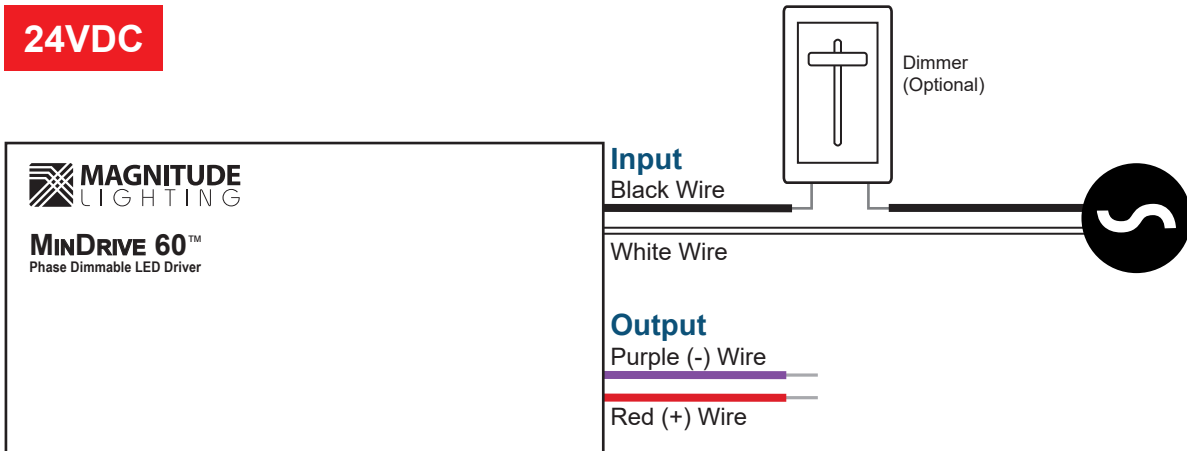 24VDC
Dimmer
(Optional)
MAGNITUDE
LIGHTING
MINDRIVE 60™
Phase Dimmable LED Driver
Input
Black Wire
White Wire
Output
Purple (-) Wire
Red (+) Wire